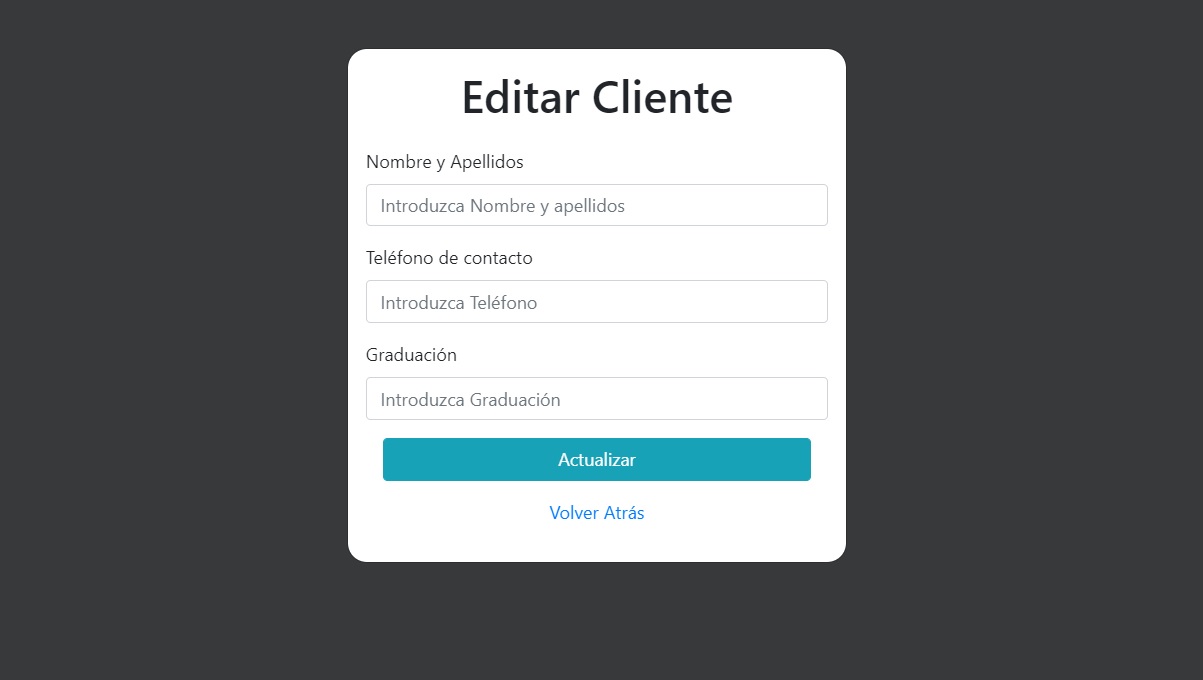 Editar Cliente
Nombre y Apellidos
Introduzca Nombre y apellidos
Teléfono de contacto
Introduzca Teléfono
Graduación
Introduzca Graduación
Actualizar
Volver Atrás